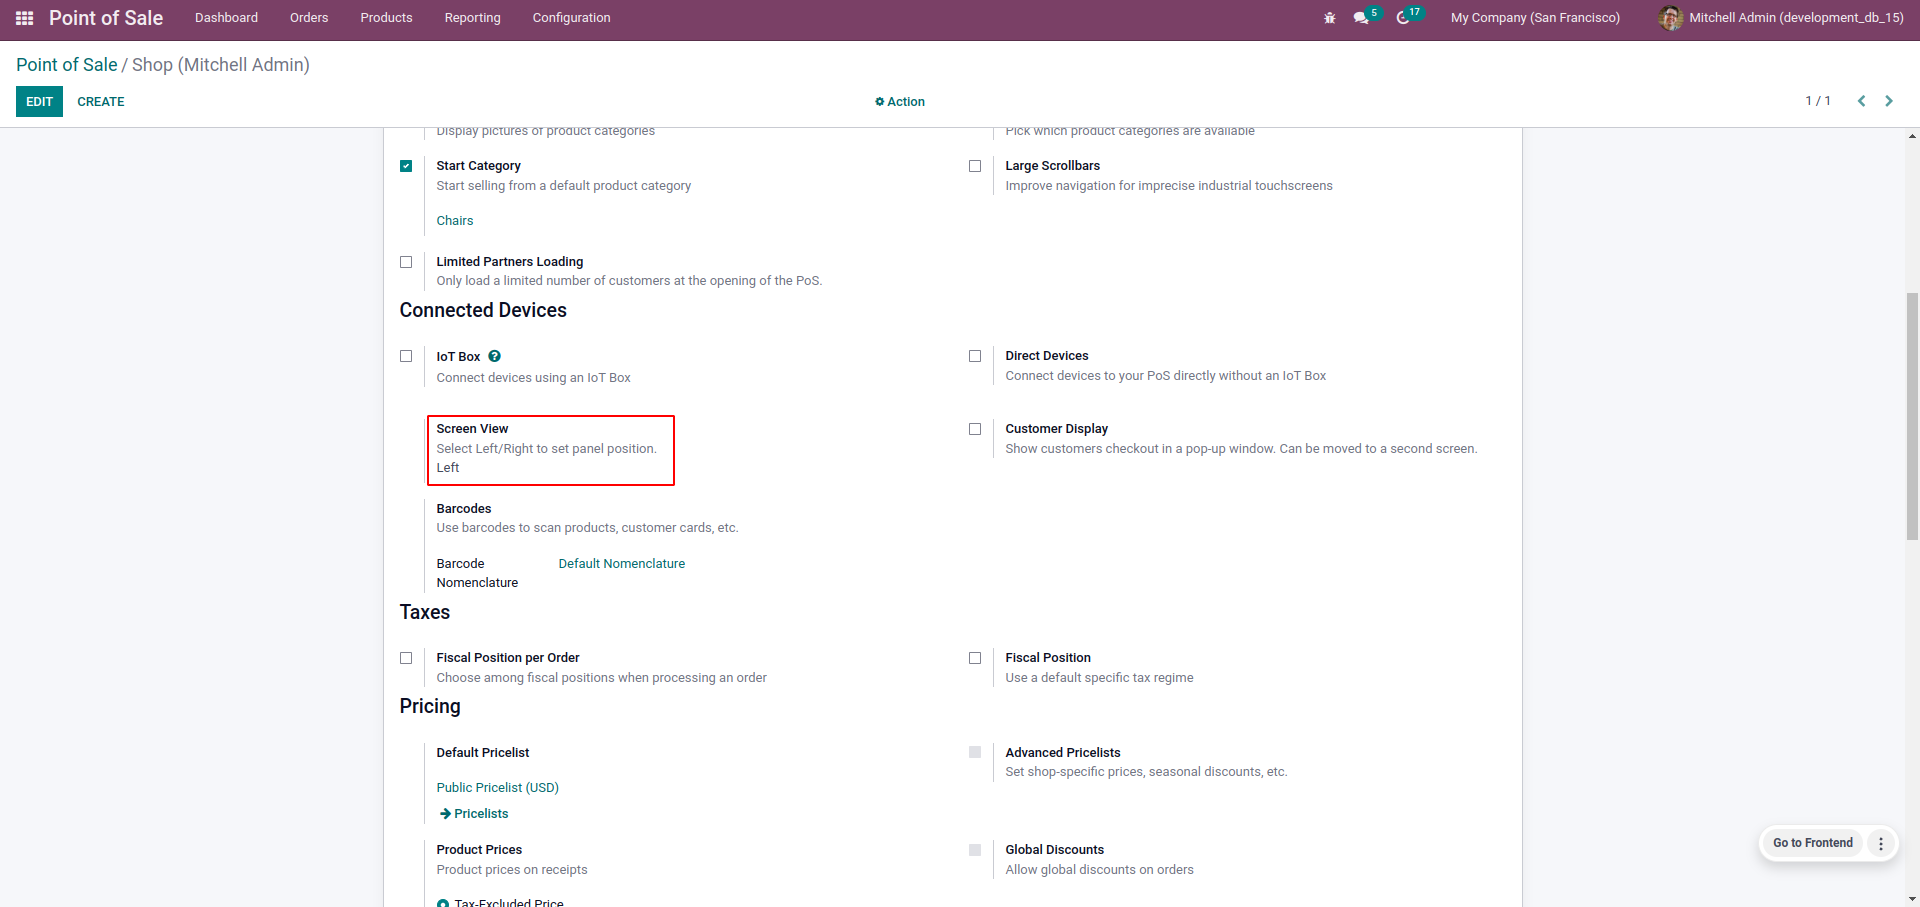 Point of Sale Dashboard Orders Products Reporting Configuration 5 17 My Company (San Francisco) Mitchell Admin (development_db_15)
Point of Sale / Shop (Mitchell Admin)
EDIT CREATE Action 1 / 1
Display pictures of product categories Pick which product categories are available
Start Category Large Scrollbars
Start selling from a default product category Improve navigation for imprecise industrial touchscreens
Chairs
Limited Partners Loading
Only load a limited number of customers at the opening of the PoS.
Connected Devices
IoT Box ? Direct Devices
Connect devices using an IoT Box Connect devices to your PoS directly without an IoT Box
Screen View Customer Display
Select Left/Right to set panel position. Show customers checkout in a pop-up window. Can be moved to a second screen.
Left
Barcodes
Use barcodes to scan products, customer cards, etc.
Barcode Default Nomenclature
Nomenclature
Taxes
Fiscal Position per Order Fiscal Position
Choose among fiscal positions when processing an order Use a default specific tax regime
Pricing
Default Pricelist Advanced Pricelists
Set shop-specific prices, seasonal discounts, etc.
Public Pricelist (USD)
Pricelists
Go to Frontend
Product Prices Global Discounts
Product prices on receipts Allow global discounts on orders
Tax-Excluded Price